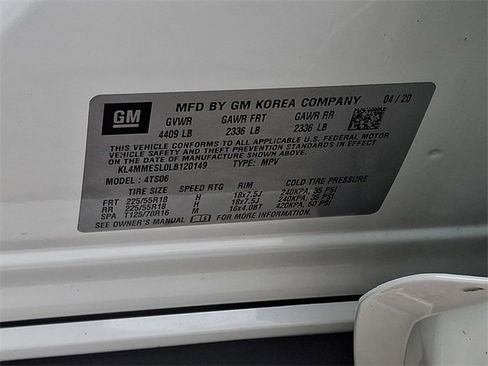 GM
MFD BY GM KOREA COMPANY 04 / 20
GVWR GAWR FRT GAWR RR
4409 LB 2336 LB 2336 LB
THIS VEHICLE CONFORMS TO ALL APPLICABLE U.S. FEDERAL MOTOR
VEHICLE SAFETY AND THEFT PREVENTION STANDARDS IN EFFECT
ON THE DATE OF MANUFACTURE SHOWN ABOVE.
KL4MMESL0LB120149 TYPE: MPV
MODEL : 4TS06
TIRE SIZE SPEED RTG RIM COLD TIRE PRESSURE
FRT 225/55R18 H 18x7.5J 240KPA, 35 PSI
RR 225/55R18 H 18x7.5J 240KPA, 35 PSI
SPA T125/70R16 M 16x4.0BT 420KPA, 60 PSI
SEE OWNER'S MANUAL FOR MORE INFORMATION